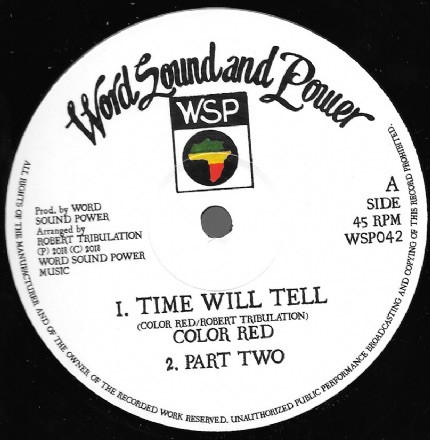 Word Sound and Power
WSP
A
SIDE
45 RPM
WSP042
Prod. by WORD
SOUND POWER
Arranged by
ROBERT TRIBULATION
(P) 2018 (C) 2018
WORD SOUND POWER
MUSIC
1. TIME WILL TELL
(COLOR RED/ROBERT TRIBULATION)
COLOR RED
2. PART TWO
ALL RIGHTS OF THE MANUFACTURER AND OF THE OWNER OF THE RECORDED WORK RESERVED. UNAUTHORIZED PUBLIC PERFORMANCE BROADCASTING AND COPYING OF THIS RECORD PROHIBITED.